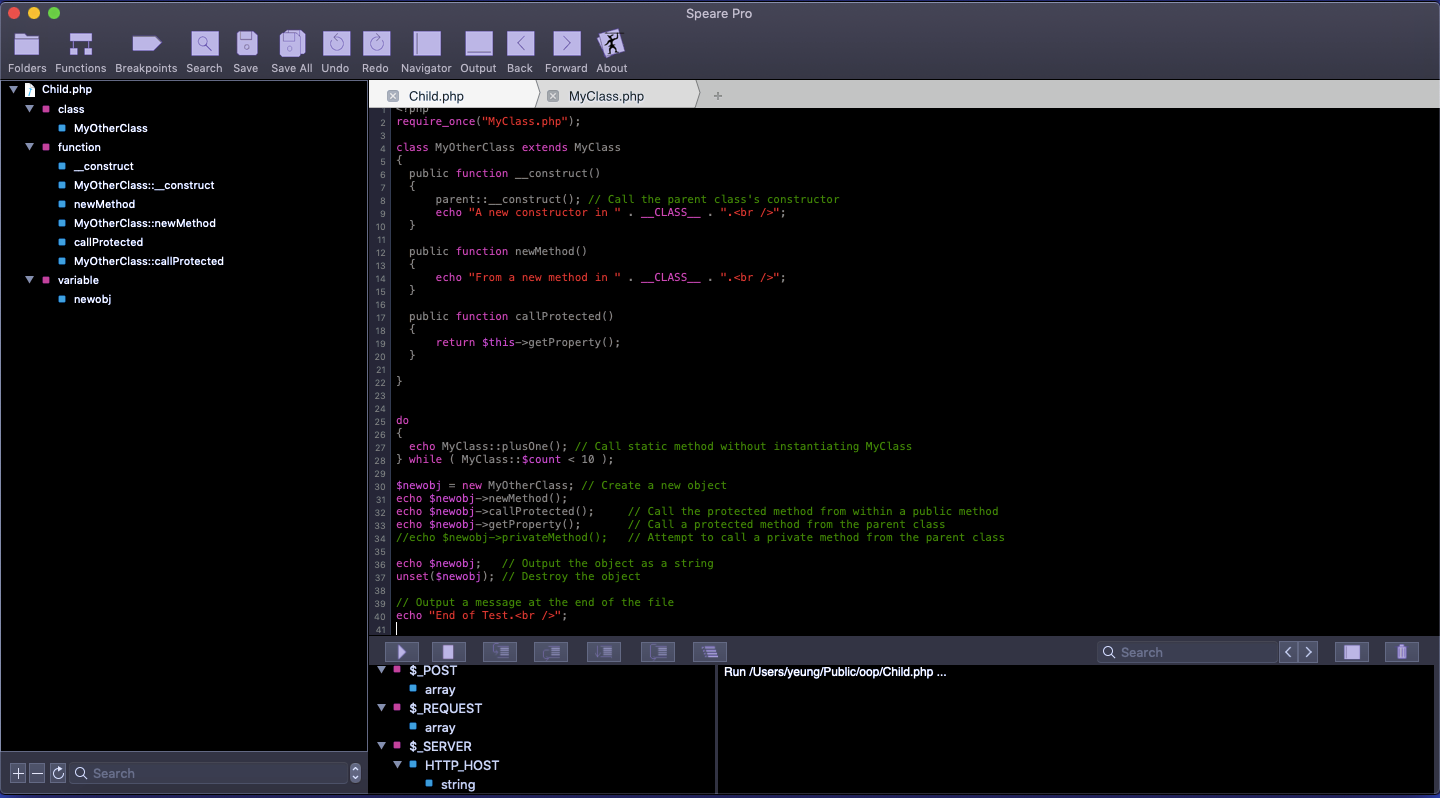 Speare Pro
Folders Functions Breakpoints Search Save Save All Undo Redo Navigator Output Back Forward About
Child.php
class
MyOtherClass
function
__construct
MyOtherClass::__construct
newMethod
MyOtherClass::newMethod
callProtected
MyOtherClass::callProtected
variable
newobj
Search
Child.php MyClass.php +
1 <?php
2 require_once("MyClass.php");
3
4 class MyOtherClass extends MyClass
5 {
6 public function __construct()
7 {
8 parent::__construct(); // Call the parent class's constructor
9 echo "A new constructor in " . __CLASS__ . ".<br />";
10 }
11
12 public function newMethod()
13 {
14 echo "From a new method in " . __CLASS__ . ".<br />";
15 }
16
17 public function callProtected()
18 {
19 return $this->getProperty();
20 }
21
22 }
23
24
25 do
26 {
27 echo MyClass::plusOne(); // Call static method without instantiating MyClass
28 } while ( MyClass::$count < 10 );
29
30 $newobj = new MyOtherClass; // Create a new object
31 echo $newobj->newMethod();
32 echo $newobj->callProtected(); // Call the protected method from within a public method
33 echo $newobj->getProperty(); // Call a protected method from the parent class
34 //echo $newobj->privateMethod(); // Attempt to call a private method from the parent class
35
36 echo $newobj; // Output the object as a string
37 unset($newobj); // Destroy the object
38
39 // Output a message at the end of the file
40 echo "End of Test.<br />";
41
Search
$_POST
array
$_REQUEST
array
$_SERVER
HTTP_HOST
string
Run /Users/yeung/Public/oop/Child.php ...